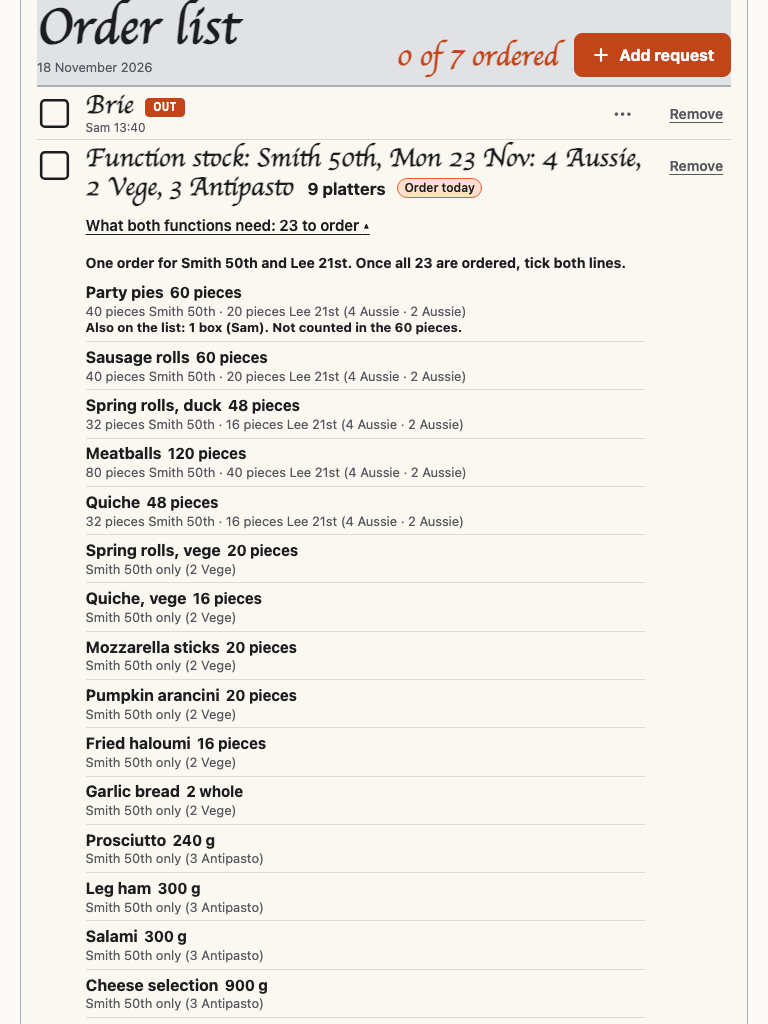 Order list
18 November 2026
0 of 7 ordered
+ Add request
Brie OUT
Sam 13:40
... Remove
Function stock: Smith 50th, Mon 23 Nov: 4 Aussie,
2 Vege, 3 Antipasto 9 platters Order today
Remove
What both functions need: 23 to order ▴
One order for Smith 50th and Lee 21st. Once all 23 are ordered, tick both lines.
Party pies 60 pieces
40 pieces Smith 50th · 20 pieces Lee 21st (4 Aussie · 2 Aussie)
Also on the list: 1 box (Sam). Not counted in the 60 pieces.
Sausage rolls 60 pieces
40 pieces Smith 50th · 20 pieces Lee 21st (4 Aussie · 2 Aussie)
Spring rolls, duck 48 pieces
32 pieces Smith 50th · 16 pieces Lee 21st (4 Aussie · 2 Aussie)
Meatballs 120 pieces
80 pieces Smith 50th · 40 pieces Lee 21st (4 Aussie · 2 Aussie)
Quiche 48 pieces
32 pieces Smith 50th · 16 pieces Lee 21st (4 Aussie · 2 Aussie)
Spring rolls, vege 20 pieces
Smith 50th only (2 Vege)
Quiche, vege 16 pieces
Smith 50th only (2 Vege)
Mozzarella sticks 20 pieces
Smith 50th only (2 Vege)
Pumpkin arancini 20 pieces
Smith 50th only (2 Vege)
Fried haloumi 16 pieces
Smith 50th only (2 Vege)
Garlic bread 2 whole
Smith 50th only (2 Vege)
Prosciutto 240 g
Smith 50th only (3 Antipasto)
Leg ham 300 g
Smith 50th only (3 Antipasto)
Salami 300 g
Smith 50th only (3 Antipasto)
Cheese selection 900 g
Smith 50th only (3 Antipasto)